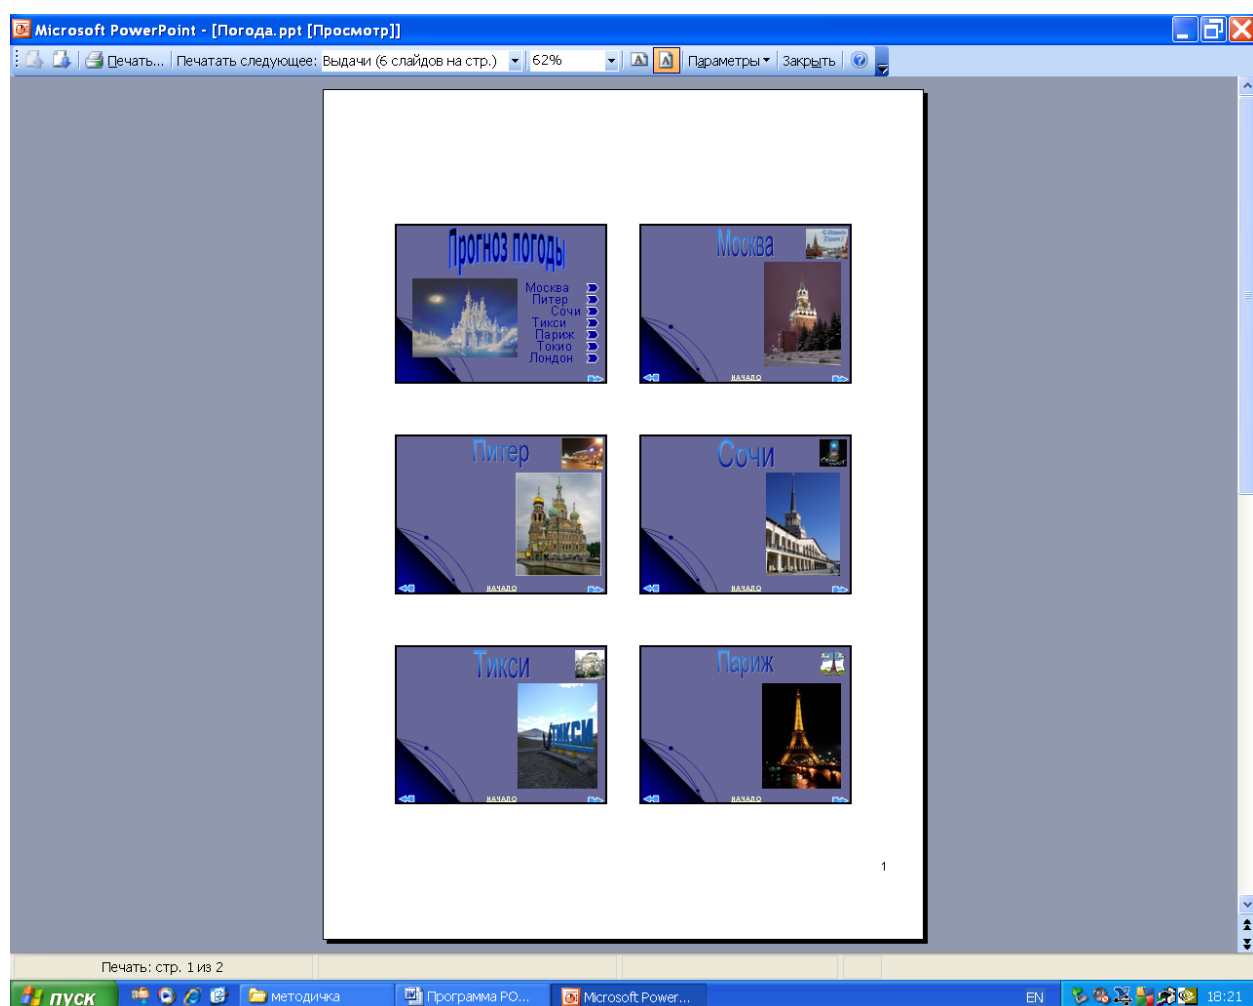 Microsoft PowerPoint - [Погода.ppt [Просмотр]]
Печать... Печатать следующее: Выдачи (6 слайдов на стр.) 62% Параметры Закрыть
Прогноз погоды
Москва
Питер
Сочи
Тикси
Париж
Токио
Лондон
Москва
НАЧАЛО
Питер
НАЧАЛО
Сочи
НАЧАЛО
Тикси
ТИКСИ
НАЧАЛО
Париж
НАЧАЛО
1
Печать: стр. 1 из 2
пуск методичка Программа РО... Microsoft Power... EN 18:21